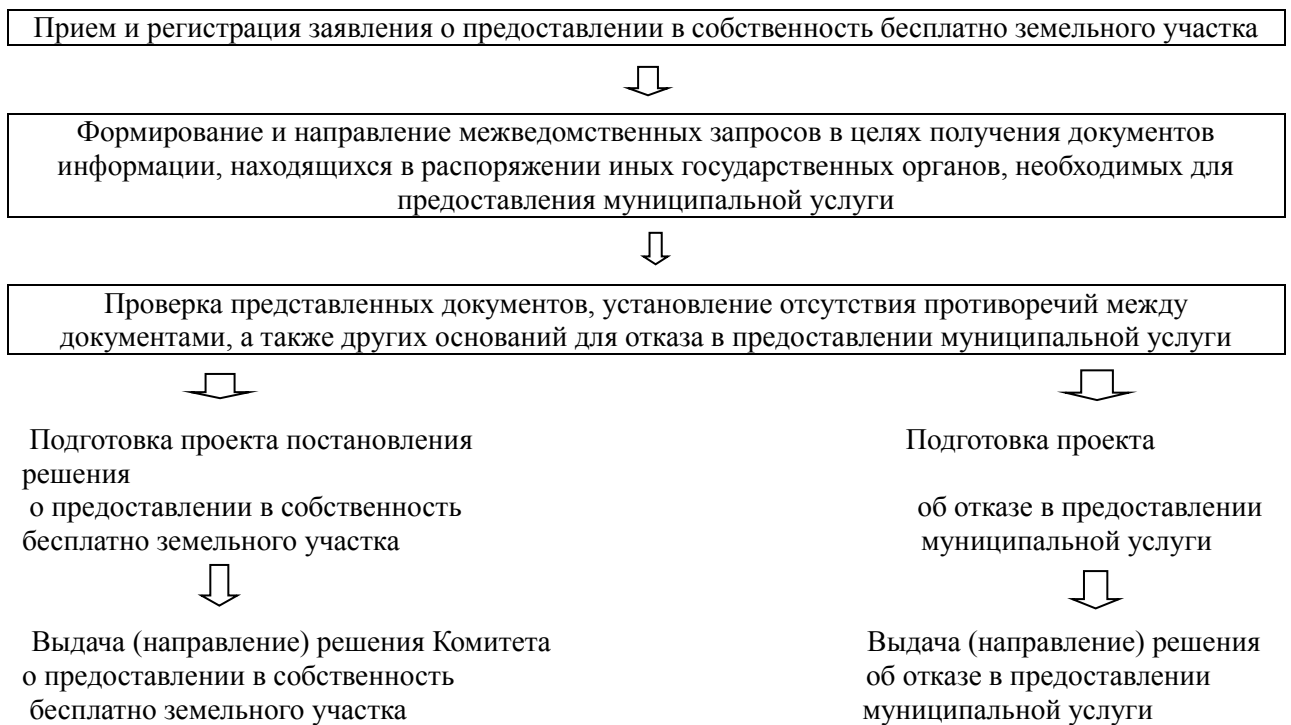 Прием и регистрация заявления о предоставлении в собственность бесплатно земельного участка
Формирование и направление межведомственных запросов в целях получения документов
информации, находящихся в распоряжении иных государственных органов, необходимых для
предоставления муниципальной услуги
Проверка представленных документов, установление отсутствия противоречий между
документами, а также других оснований для отказа в предоставлении муниципальной услуги
Подготовка проекта постановления
решения
о предоставлении в собственность
бесплатно земельного участка
Подготовка проекта
об отказе в предоставлении
муниципальной услуги
Выдача (направление) решения Комитета
о предоставлении в собственность
бесплатно земельного участка
Выдача (направление) решения
об отказе в предоставлении
муниципальной услуги